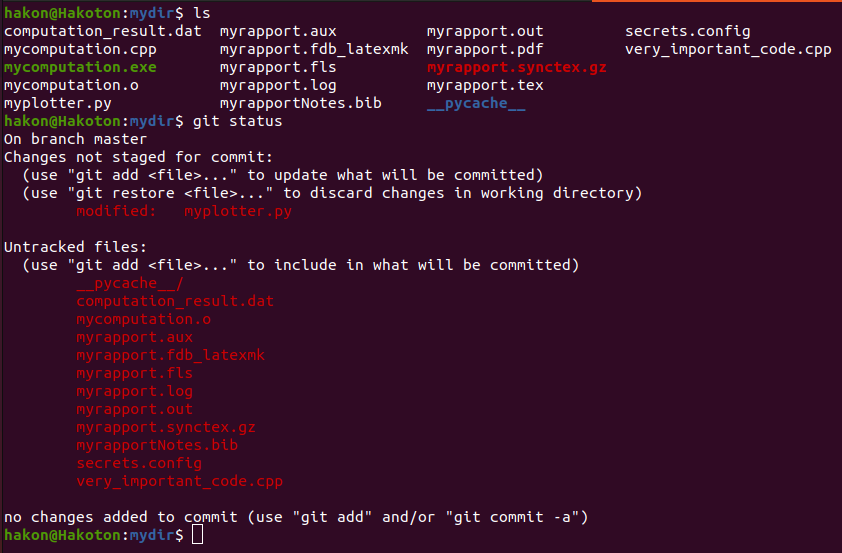 hakon@Hakoton:mydir$ ls
computation_result.dat  myrapport.aux          myrapport.out         secrets.config
mycomputation.cpp       myrapport.fdb_latexmk  myrapport.pdf         very_important_code.cpp
mycomputation.exe       myrapport.fls          myrapport.synctex.gz
mycomputation.o         myrapport.log          myrapport.tex
myplotter.py            myrapportNotes.bib     __pycache__
hakon@Hakoton:mydir$ git status
On branch master
Changes not staged for commit:
  (use "git add <file>..." to update what will be committed)
  (use "git restore <file>..." to discard changes in working directory)
        modified:   myplotter.py

Untracked files:
  (use "git add <file>..." to include in what will be committed)
        __pycache__/
        computation_result.dat
        mycomputation.o
        myrapport.aux
        myrapport.fdb_latexmk
        myrapport.fls
        myrapport.log
        myrapport.out
        myrapport.synctex.gz
        myrapportNotes.bib
        secrets.config
        very_important_code.cpp

no changes added to commit (use "git add" and/or "git commit -a")
hakon@Hakoton:mydir$